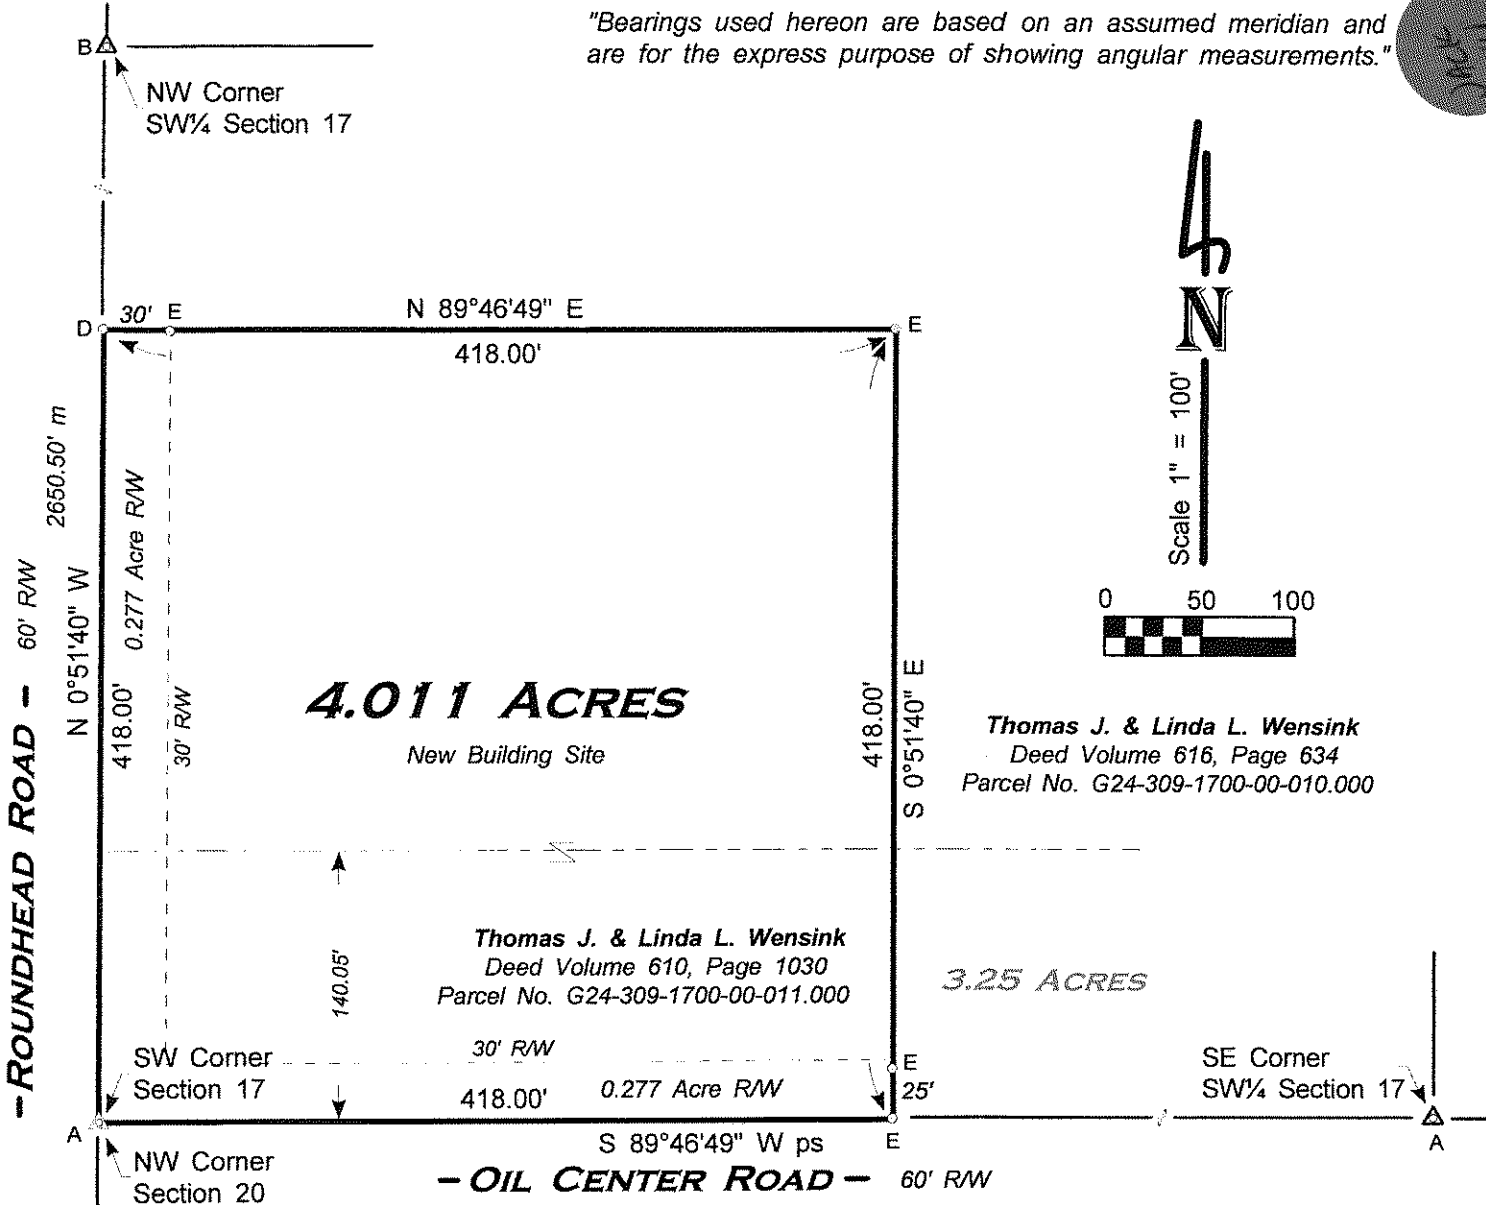 "Bearings used hereon are based on an assumed meridian and
are for the express purpose of showing angular measurements."
B
NW Corner
SW¼ Section 17
N
Scale 1" = 100'
0 50 100
D
30'
E
N 89°46'49" E
418.00'
E
2650.50' m
N 0°51'40" W
418.00'
0.277 Acre R/W
30' R/W
- ROUNDHEAD ROAD - 60' R/W
4.011 ACRES
New Building Site
418.00'
S 0°51'40" E
Thomas J. & Linda L. Wensink
Deed Volume 616, Page 634
Parcel No. G24-309-1700-00-010.000
140.05'
Thomas J. & Linda L. Wensink
Deed Volume 610, Page 1030
Parcel No. G24-309-1700-00-011.000
3.25 ACRES
SW Corner
Section 17
30' R/W
418.00'
0.277 Acre R/W
E
25'
SE Corner
SW¼ Section 17
A
S 89°46'49" W ps
E
A
NW Corner
Section 20
- OIL CENTER ROAD - 60' R/W